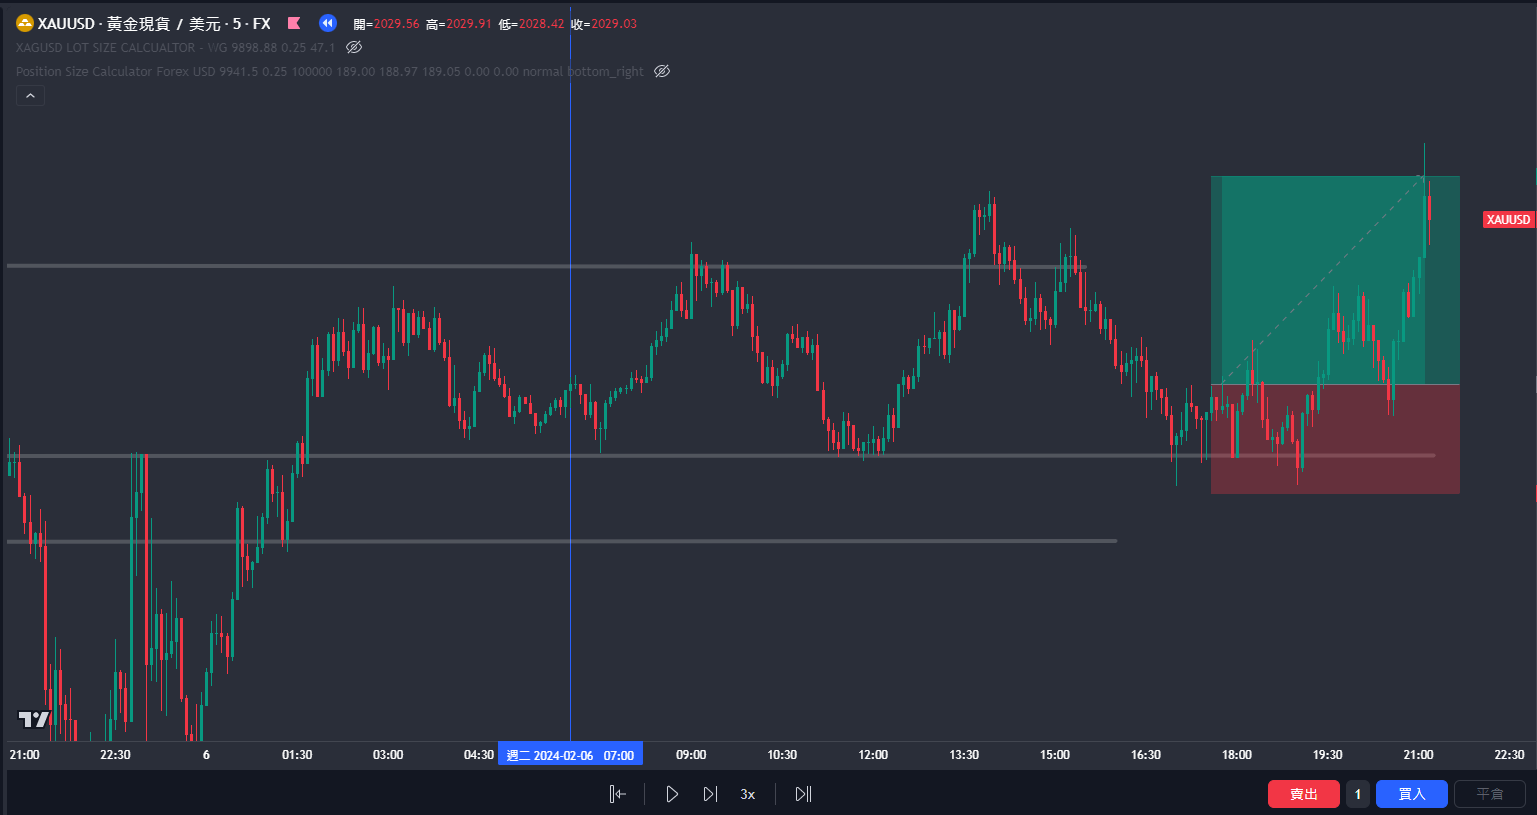 XAUUSD · 黃金現貨 / 美元 · 5 · FX 開=2029.56 高=2029.91 低=2028.42 收=2029.03
XAGUSD LOT SIZE CALCUALTOR - WG 9898.88 0.25 47.1
Position Size Calculator Forex USD 9941.5 0.25 100000 189.00 188.97 189.05 0.00 0.00 normal bottom_right
XAUUSD
21:00 22:30 6 01:30 03:00 04:30 週二 2024-02-06 07:00 09:00 10:30 12:00 13:30 15:00 16:30 18:00 19:30 21:00 22:30
3x 賣出 1 買入 平倉